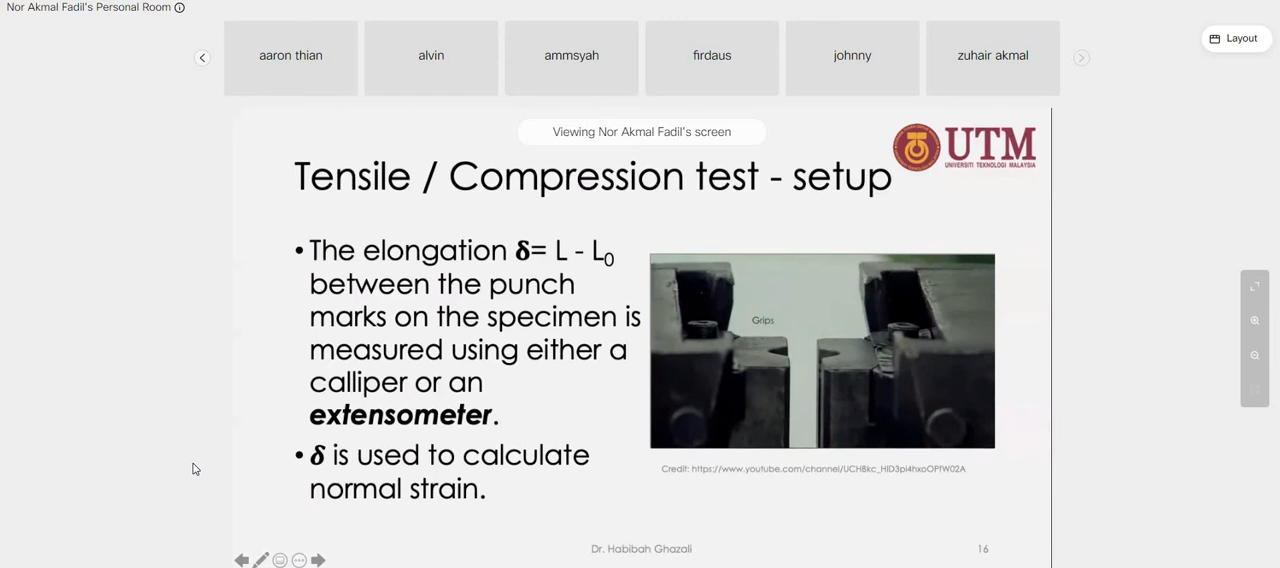 Nor Akmal Fadil's Personal Room
Layout
aaron thian
alvin
ammsyah
firdaus
johnny
zuhair akmal
Viewing Nor Akmal Fadil's screen
UTM
UNIVERSITI TEKNOLOGI MALAYSIA
Tensile / Compression test - setup
• The elongation δ= L - L₀
between the punch
marks on the specimen is
measured using either a
calliper or an
extensometer.
• δ is used to calculate
normal strain.
Grips
Credit: https://www.youtube.com/channel/UCHBkc_HlD3pi4hxoOPfW02A
Dr. Habibah Ghazali
16